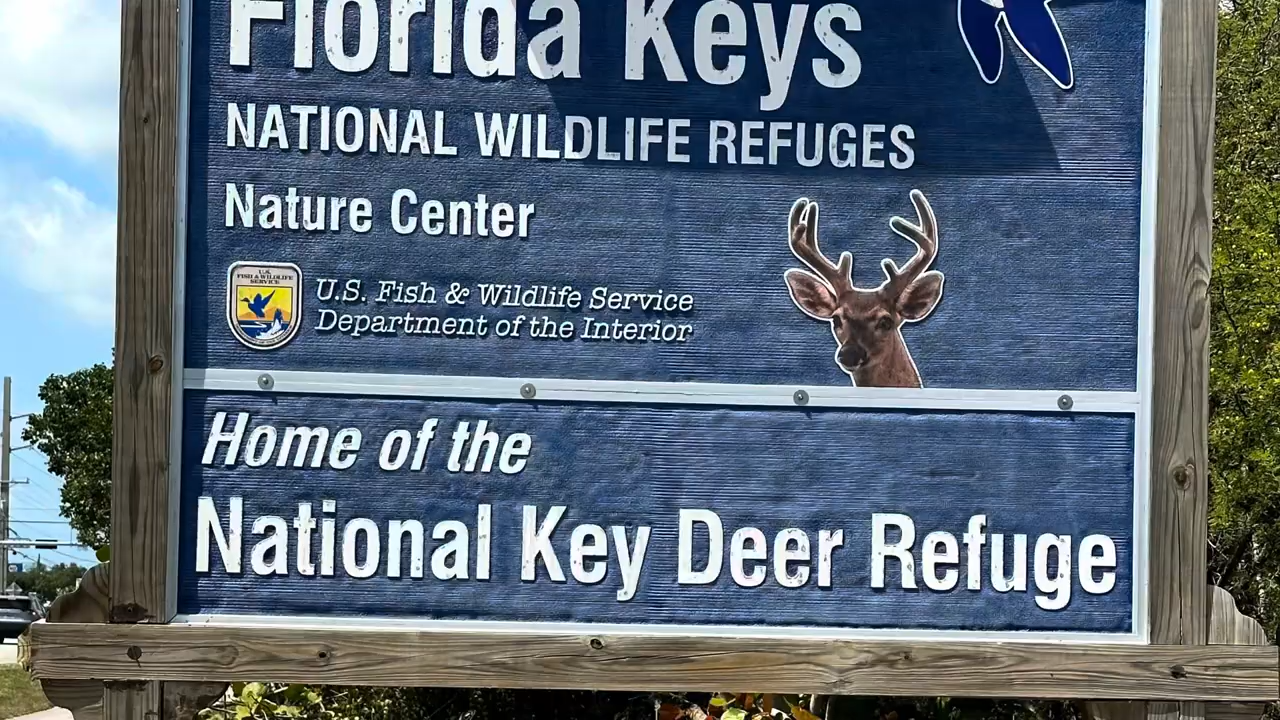 Florida Keys
NATIONAL WILDLIFE REFUGES
Nature Center
U.S.
FISH & WILDLIFE
SERVICE
U.S. Fish & Wildlife Service
Department of the Interior
Home of the
National Key Deer Refuge